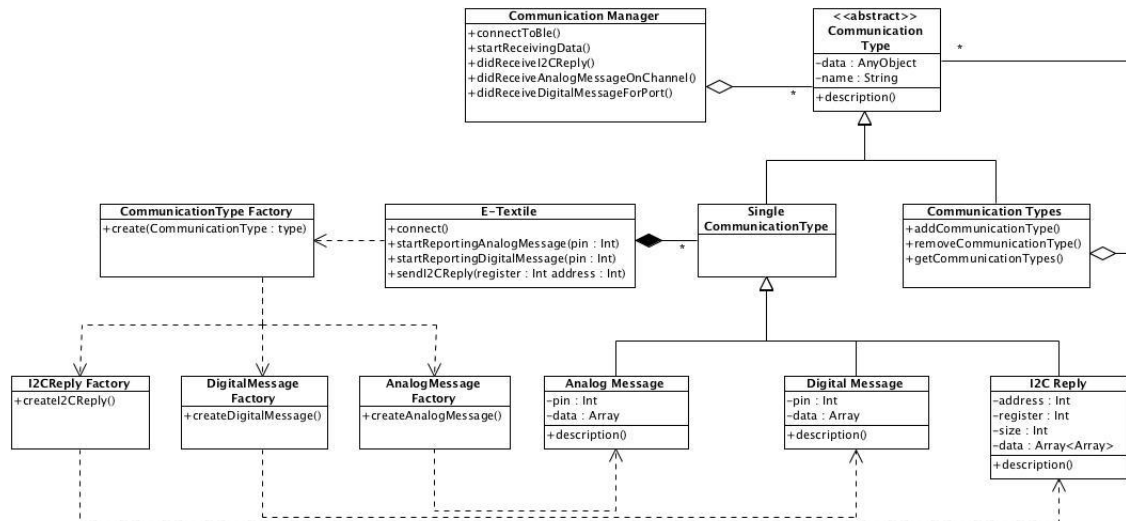 Communication Manager
+connectToBle()
+startReceivingData()
+didReceiveI2CReply()
+didReceiveAnalogMessageOnChannel()
+didReceiveDigitalMessageForPort()
*
<<abstract>>
Communication
Type
-data : AnyObject
-name : String
+description()
*
CommunicationType Factory
+create(CommunicationType : type)
E-Textile
+connect()
+startReportingAnalogMessage(pin : Int)
+startReportingDigitalMessage(pin : Int)
+sendI2CReply(register : Int address : Int)
*
Single
CommunicationType
Communication Types
+addCommunicationType()
+removeCommunicationType()
+getCommunicationTypes()
I2CReply Factory
+createI2CReply()
DigitalMessage
Factory
+createDigitalMessage()
AnalogMessage
Factory
+createAnalogMessage()
Analog Message
-pin : Int
-data : Array
+description()
Digital Message
-pin : Int
-data : Array
+description()
I2C Reply
-address : Int
-register : Int
-size : Int
-data : Array<Array>
+description()